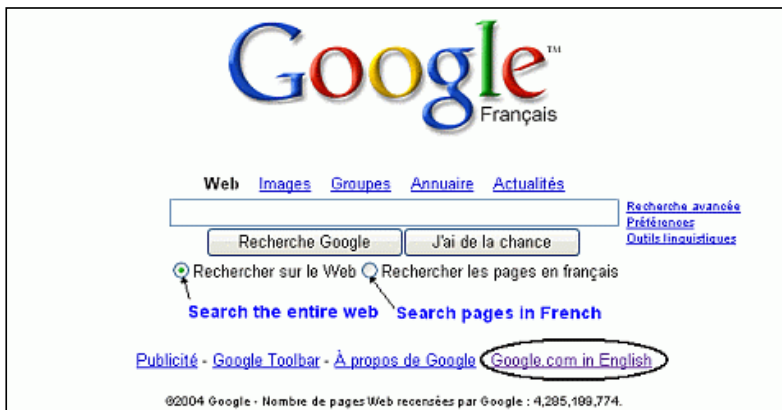 Google™
Français
Web Images Groupes Annuaire Actualités
Recherche avancée
Préférences
Outils linguistiques
Recherche Google J'ai de la chance
Rechercher sur le Web Rechercher les pages en français
Search the entire web Search pages in French
Publicité - Google Toolbar - À propos de Google Google.com in English
©2004 Google - Nombre de pages Web recensées par Google : 4,285,199,774.